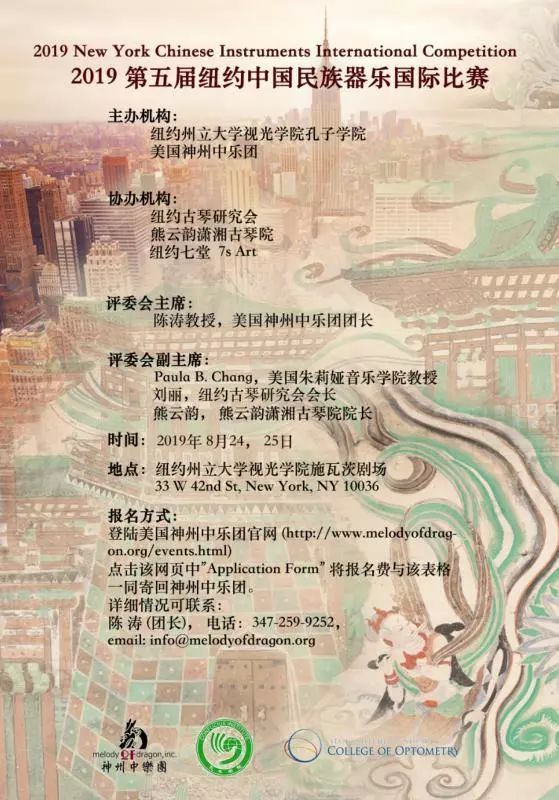 2019 New York Chinese Instruments International Competition
2019 第五届纽约中国民族器乐国际比赛
主办机构：
纽约州立大学视光学院孔子学院
美国神州中乐团
协办机构：
纽约古琴研究会
熊云韵潇湘古琴院
纽约七堂 7s Art
评委会主席：
陈涛教授，美国神州中乐团团长
评委会副主席：
Paula B. Chang，美国朱莉娅音乐学院教授
刘丽，纽约古琴研究会会长
熊云韵，熊云韵潇湘古琴院院长
时间：2019年 8月24，25日
地点：纽约州立大学视光学院施瓦茨剧场
33 W 42nd St, New York, NY 10036
报名方式：
登陆美国神州中乐团官网 (http://www.melodyofdrag-
on.org/events.html)
点击该网页中"Application Form" 将报名费与该表格
一同寄回神州中乐团。
详细情况可联系：
陈 涛 (团长)，电话：347-259-9252，
email: info@melodyofdragon.org
melody OF dragon, inc.
神州中樂團
COLLEGE OF OPTOMETRY